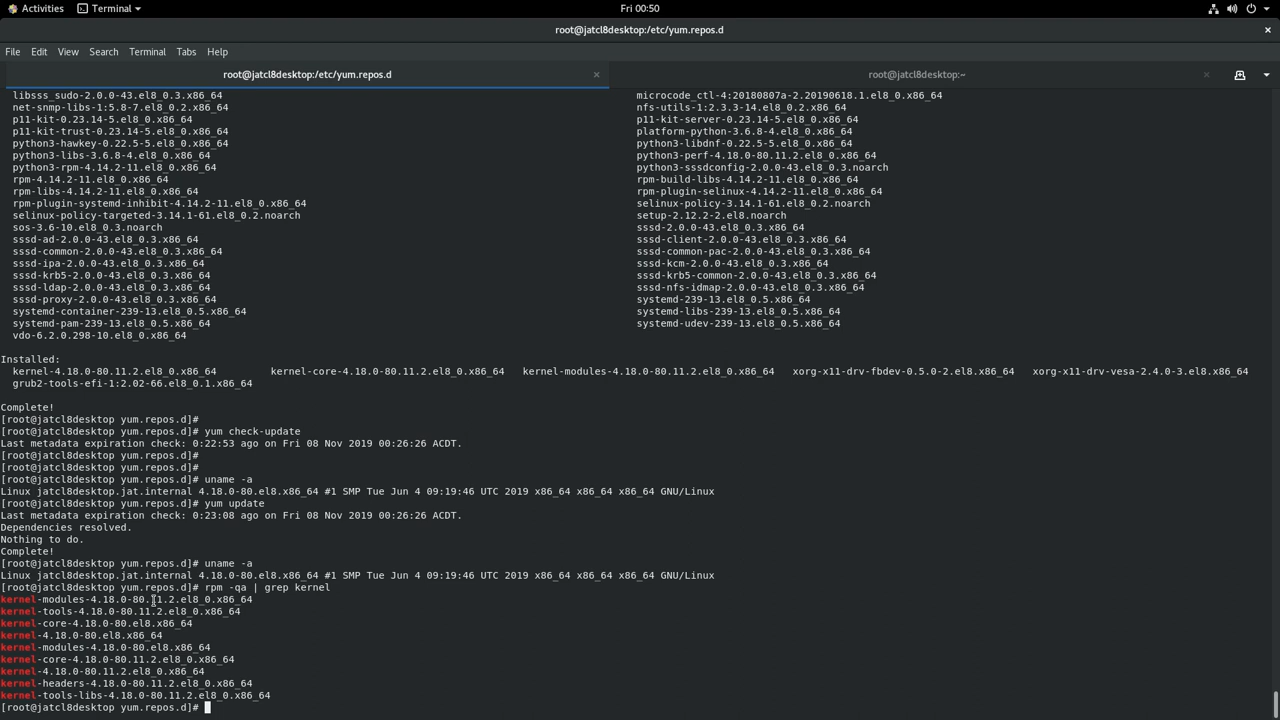 Activities Terminal Fri 00:50
root@jatcl8desktop:/etc/yum.repos.d
File Edit View Search Terminal Tabs Help
root@jatcl8desktop:/etc/yum.repos.d root@jatcl8desktop:~
libsss_sudo-2.0.0-43.el8_0.3.x86_64 microcode_ctl-4:20180807a-2.20190618.1.el8_0.x86_64
net-snmp-libs-1:5.8-7.el8_0.2.x86_64 nfs-utils-1:2.3.3-14.el8_0.2.x86_64
p11-kit-0.23.14-5.el8_0.x86_64 p11-kit-server-0.23.14-5.el8_0.x86_64
p11-kit-trust-0.23.14-5.el8_0.x86_64 platform-python-3.6.8-4.el8_0.x86_64
python3-hawkey-0.22.5-5.el8_0.x86_64 python3-libdnf-0.22.5-5.el8_0.x86_64
python3-libs-3.6.8-4.el8_0.x86_64 python3-perf-4.18.0-80.11.2.el8_0.x86_64
python3-rpm-4.14.2-11.el8_0.x86_64 python3-sssdconfig-2.0.0-43.el8_0.3.noarch
rpm-4.14.2-11.el8_0.x86_64 rpm-build-libs-4.14.2-11.el8_0.x86_64
rpm-libs-4.14.2-11.el8_0.x86_64 rpm-plugin-selinux-4.14.2-11.el8_0.x86_64
rpm-plugin-systemd-inhibit-4.14.2-11.el8_0.x86_64 selinux-policy-3.14.1-61.el8_0.2.noarch
selinux-policy-targeted-3.14.1-61.el8_0.2.noarch setup-2.12.2-2.el8.noarch
sos-3.6-10.el8_0.3.noarch sssd-2.0.0-43.el8_0.3.x86_64
sssd-ad-2.0.0-43.el8_0.3.x86_64 sssd-client-2.0.0-43.el8_0.3.x86_64
sssd-common-2.0.0-43.el8_0.3.x86_64 sssd-common-pac-2.0.0-43.el8_0.3.x86_64
sssd-ipa-2.0.0-43.el8_0.3.x86_64 sssd-kcm-2.0.0-43.el8_0.3.x86_64
sssd-krb5-2.0.0-43.el8_0.3.x86_64 sssd-krb5-common-2.0.0-43.el8_0.3.x86_64
sssd-ldap-2.0.0-43.el8_0.3.x86_64 sssd-nfs-idmap-2.0.0-43.el8_0.3.x86_64
sssd-proxy-2.0.0-43.el8_0.3.x86_64 systemd-239-13.el8_0.5.x86_64
systemd-container-239-13.el8_0.5.x86_64 systemd-libs-239-13.el8_0.5.x86_64
systemd-pam-239-13.el8_0.5.x86_64 systemd-udev-239-13.el8_0.5.x86_64
vdo-6.2.0.298-10.el8_0.x86_64
Installed:
kernel-4.18.0-80.11.2.el8_0.x86_64 kernel-core-4.18.0-80.11.2.el8_0.x86_64 kernel-modules-4.18.0-80.11.2.el8_0.x86_64 xorg-x11-drv-fbdev-0.5.0-2.el8.x86_64 xorg-x11-drv-vesa-2.4.0-3.el8.x86_64
grub2-tools-efi-1:2.02-66.el8_0.1.x86_64
Complete!
[root@jatcl8desktop yum.repos.d]#
[root@jatcl8desktop yum.repos.d]# yum check-update
Last metadata expiration check: 0:22:53 ago on Fri 08 Nov 2019 00:26:26 ACDT.
[root@jatcl8desktop yum.repos.d]#
[root@jatcl8desktop yum.repos.d]#
[root@jatcl8desktop yum.repos.d]# uname -a
Linux jatcl8desktop.jat.internal 4.18.0-80.el8.x86_64 #1 SMP Tue Jun 4 09:19:46 UTC 2019 x86_64 x86_64 x86_64 GNU/Linux
[root@jatcl8desktop yum.repos.d]# yum update
Last metadata expiration check: 0:23:08 ago on Fri 08 Nov 2019 00:26:26 ACDT.
Dependencies resolved.
Nothing to do.
Complete!
[root@jatcl8desktop yum.repos.d]# uname -a
Linux jatcl8desktop.jat.internal 4.18.0-80.el8.x86_64 #1 SMP Tue Jun 4 09:19:46 UTC 2019 x86_64 x86_64 x86_64 GNU/Linux
[root@jatcl8desktop yum.repos.d]# rpm -qa | grep kernel
kernel-modules-4.18.0-80.11.2.el8_0.x86_64
kernel-tools-4.18.0-80.11.2.el8_0.x86_64
kernel-core-4.18.0-80.el8.x86_64
kernel-4.18.0-80.el8.x86_64
kernel-modules-4.18.0-80.el8.x86_64
kernel-core-4.18.0-80.11.2.el8_0.x86_64
kernel-4.18.0-80.11.2.el8_0.x86_64
kernel-headers-4.18.0-80.11.2.el8_0.x86_64
kernel-tools-libs-4.18.0-80.11.2.el8_0.x86_64
[root@jatcl8desktop yum.repos.d]#